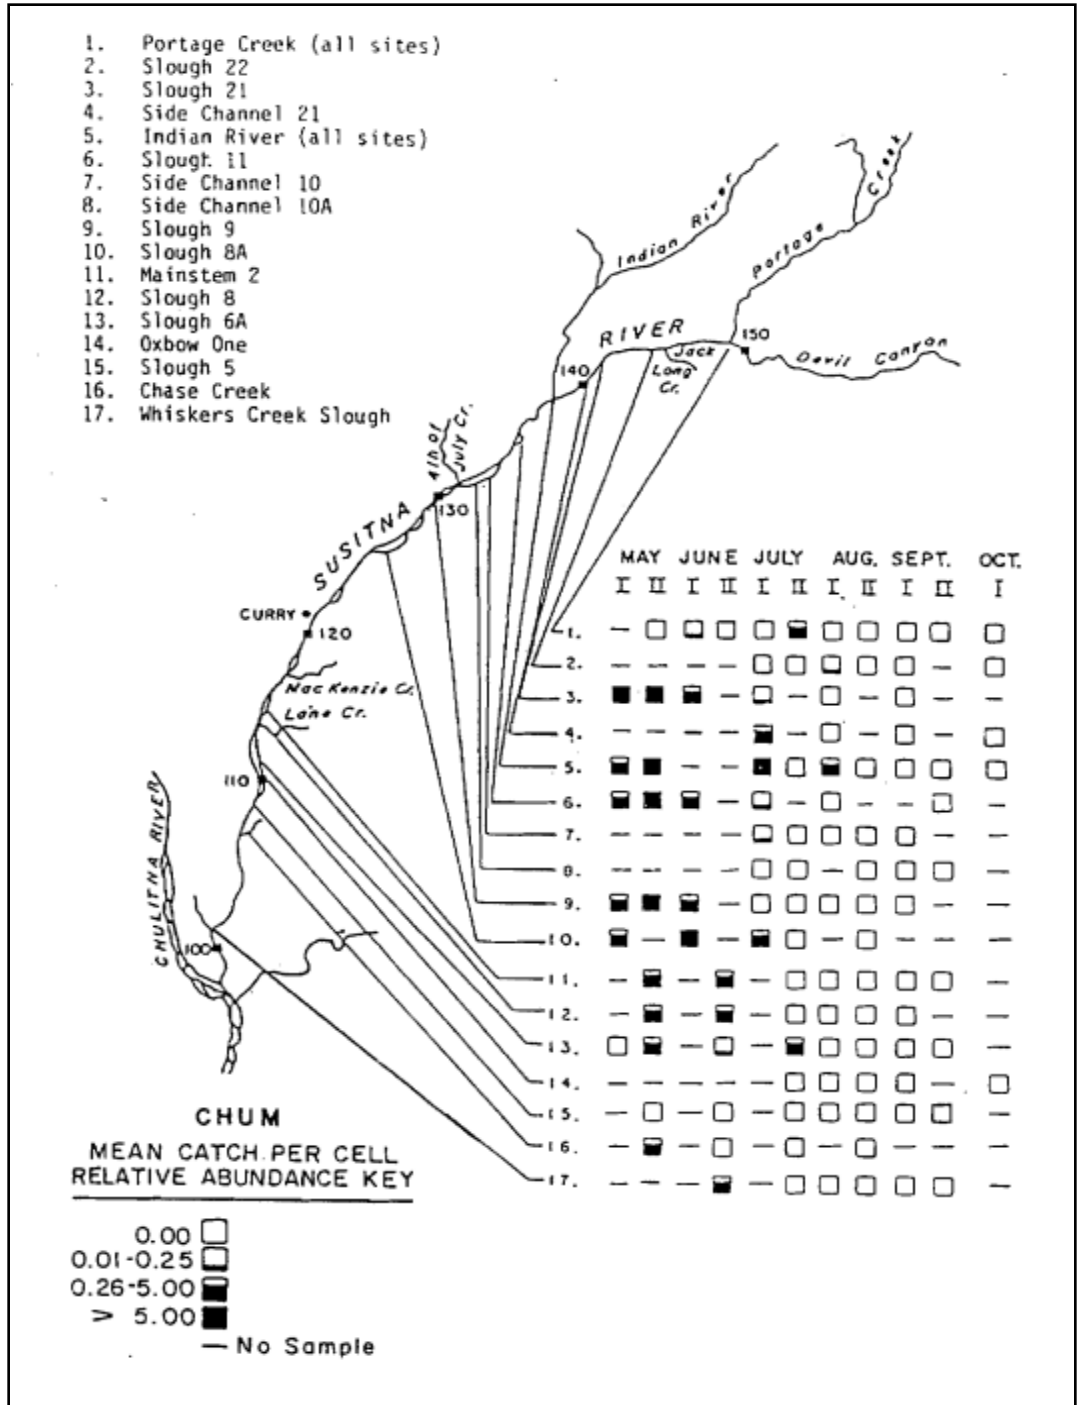 1. Portage Creek (all sites)
2. Slough 22
3. Slough 21
4. Side Channel 21
5. Indian River (all sites)
6. Slough 11
7. Side Channel 10
8. Side Channel 10A
9. Slough 9
10. Slough 8A
11. Mainstem 2
12. Slough 8
13. Slough 6A
14. Oxbow One
15. Slough 5
16. Chase Creek
17. Whiskers Creek Slough
Indian River
Portage Creek
RIVER
150
Jack
Long
Cr.
Devil Canyon
140
4th of
July Cr.
130
SUSITNA
CURRY
120
MacKenzie Cr.
Lane Cr.
110
CHULITNA RIVER
100
MAY JUNE JULY AUG. SEPT. OCT.
I II I II I II I II I II I
1.
2.
3.
4.
5.
6.
7.
8.
9.
10.
11.
12.
13.
14.
15.
16.
17.
CHUM
MEAN CATCH PER CELL
RELATIVE ABUNDANCE KEY
0.00
0.01-0.25
0.26-5.00
> 5.00
— No Sample